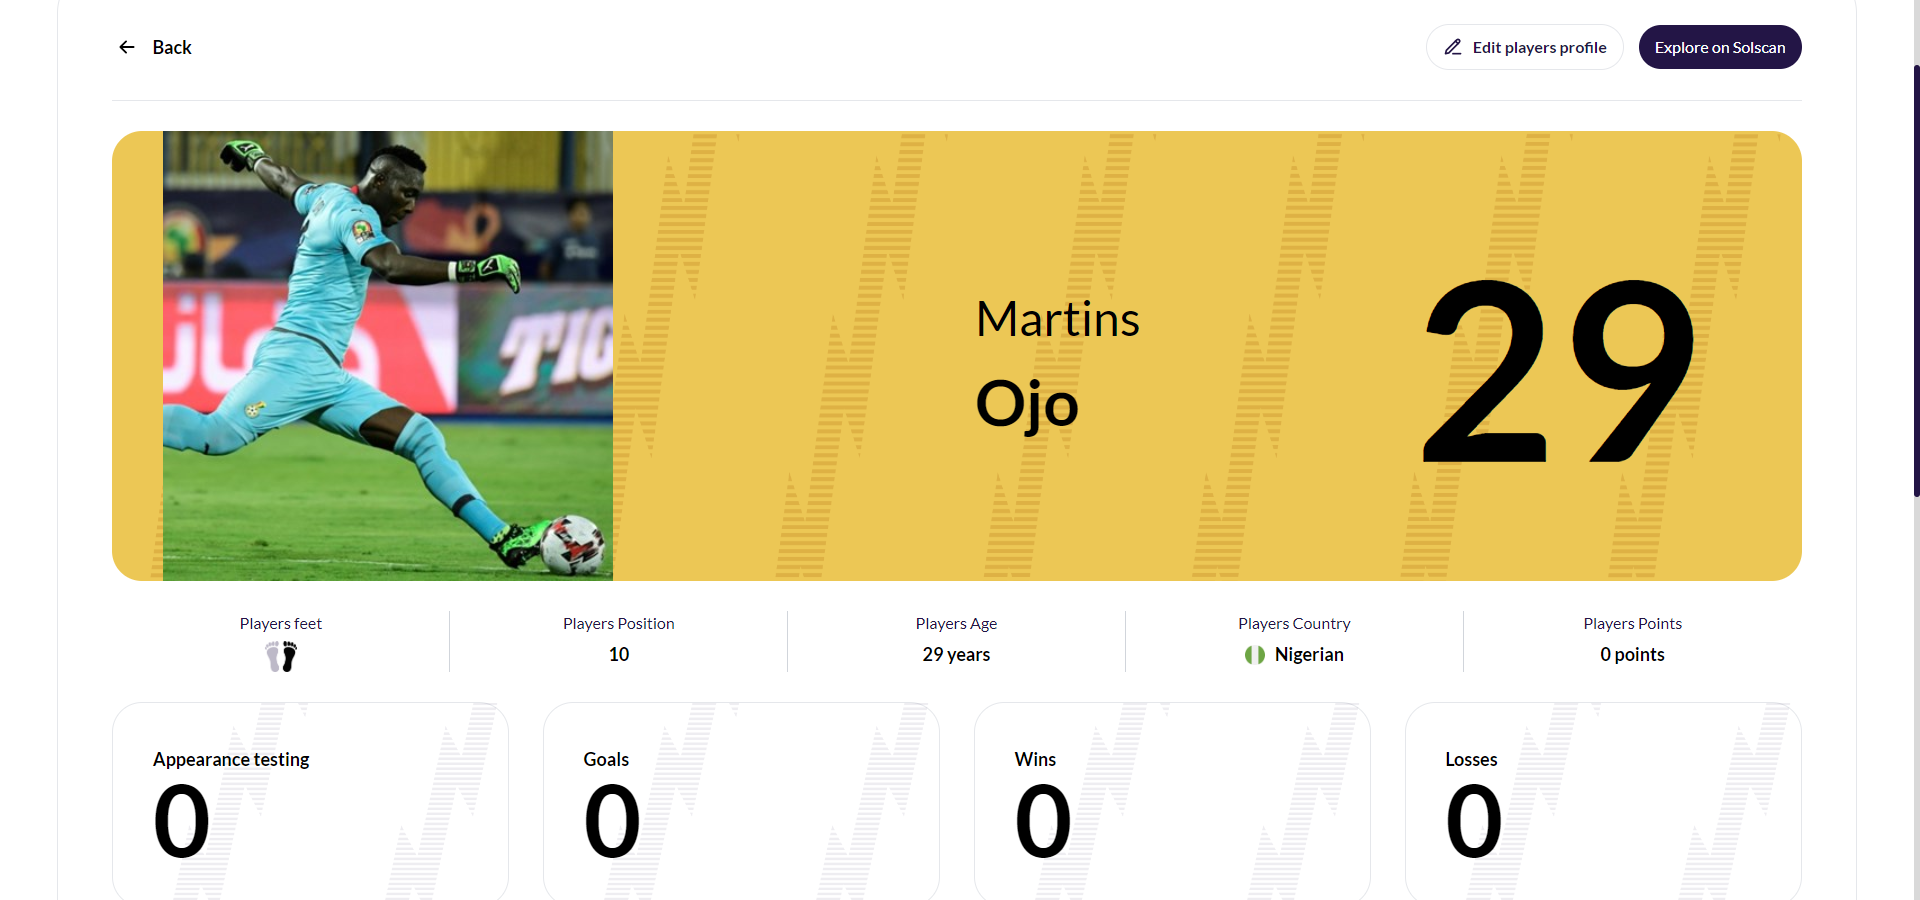 Back
Edit players profile
Explore on Solscan
TIG
Martins
Ojo
29
Players feet
Players Position
10
Players Age
29 years
Players Country
Nigerian
Players Points
0 points
Appearance testing
0
Goals
0
Wins
0
Losses
0